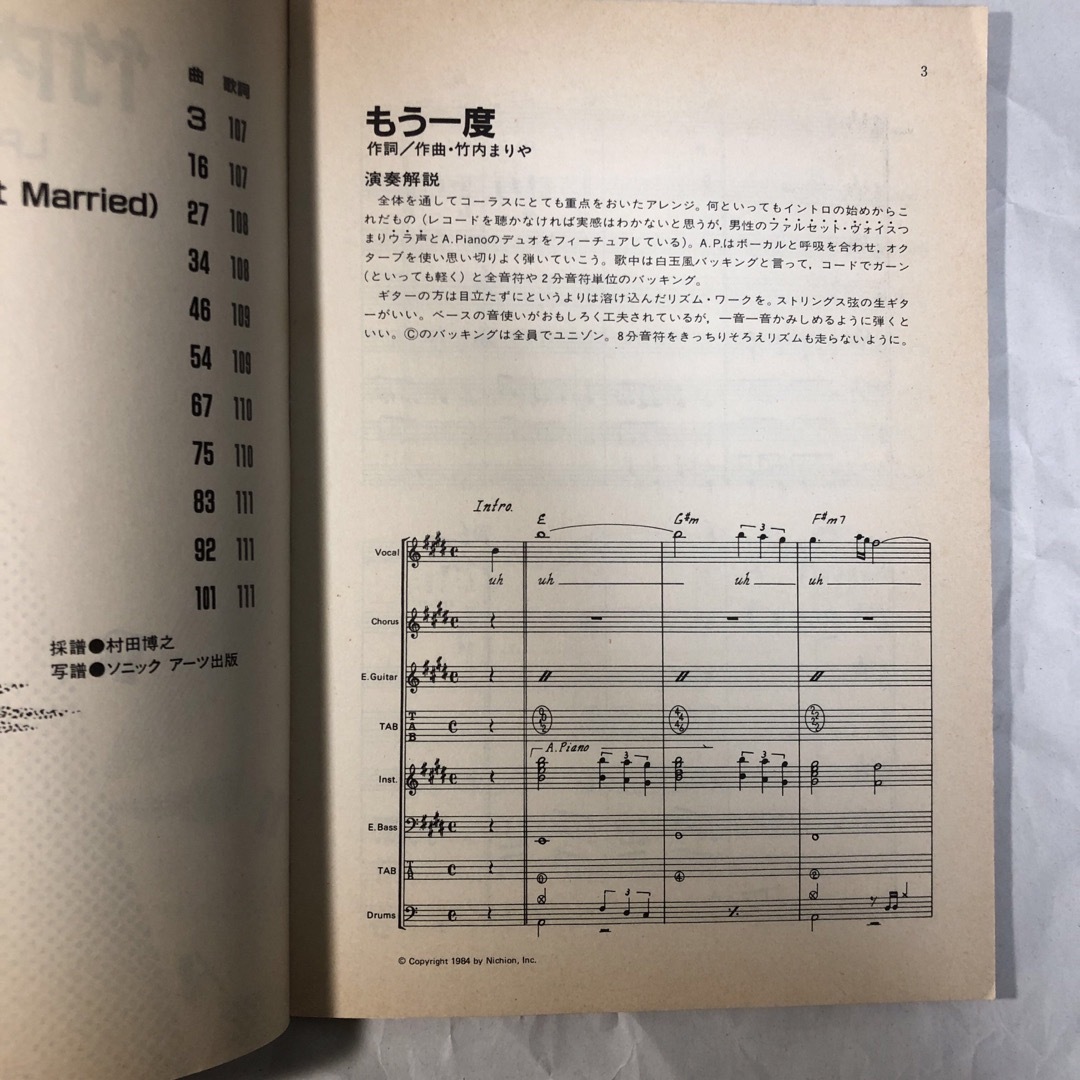 曲 歌詞
3 107
16 107
t Married) 27 108
34 108
46 109
54 109
67 110
75 110
83 111
92 111
101 111
採譜●村田博之
写譜●ソニック アーツ出版
3
もう一度
作詞／作曲・竹内まりや
演奏解説
全体を通してコーラスにとても重点をおいたアレンジ。何といってもイントロの始めからこ
れだもの（レコードを聴かなければ実感はわかないと思うが，男性のファルセット・ヴォイスつ
まりウラ声とA.Pianoのデュオをフィーチュアしている）。A.P.はボーカルと呼吸を合わせ，オク
ターブを使い思い切りよく弾いていこう。歌中は白玉風バッキングと言って，コードでガーン
（といっても軽く）と全音符や２分音符単位のバッキング。
ギターの方は目立たずにというよりは溶け込んだリズム・ワークを。ストリングス弦の生ギタ
ーがいい。ベースの音使いがおもしろく工夫されているが，一音一音かみしめるように弾くと
いい。Ⓒのバッキングは全員でユニゾン。8分音符をきっちりそろえリズムも走らないように。
Intro.
E G#m F#m7
3
Vocal
uh uh uh uh
Chorus
E.Guitar
TAB
TAB
A.Piano
3 3
Inst.
E.Bass
TAB
TAB
0 4 2
3
Drums
© Copyright 1984 by Nichion, Inc.